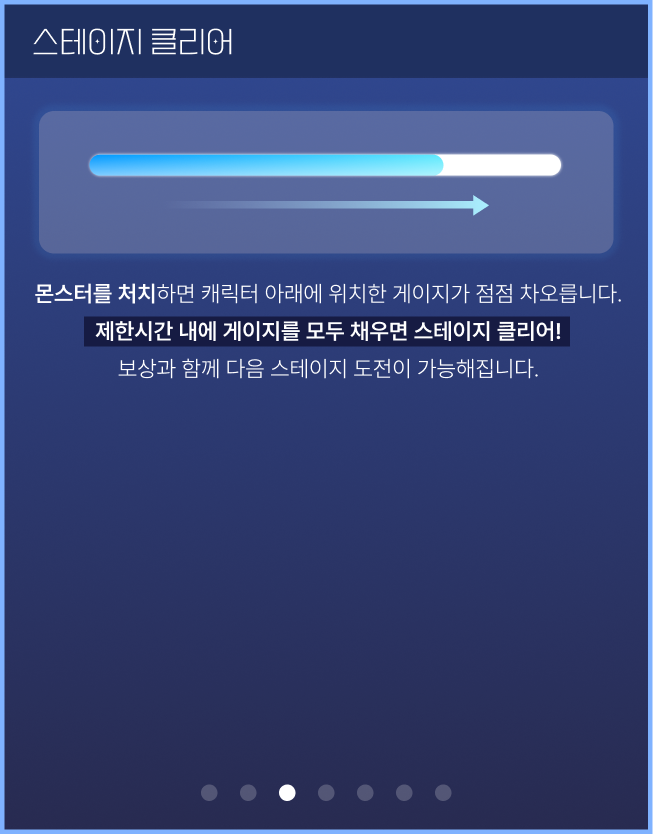 스테이지 클리어
몬스터를 처치하면 캐릭터 아래에 위치한 게이지가 점점 차오릅니다.
제한시간 내에 게이지를 모두 채우면 스테이지 클리어!
보상과 함께 다음 스테이지 도전이 가능해집니다.